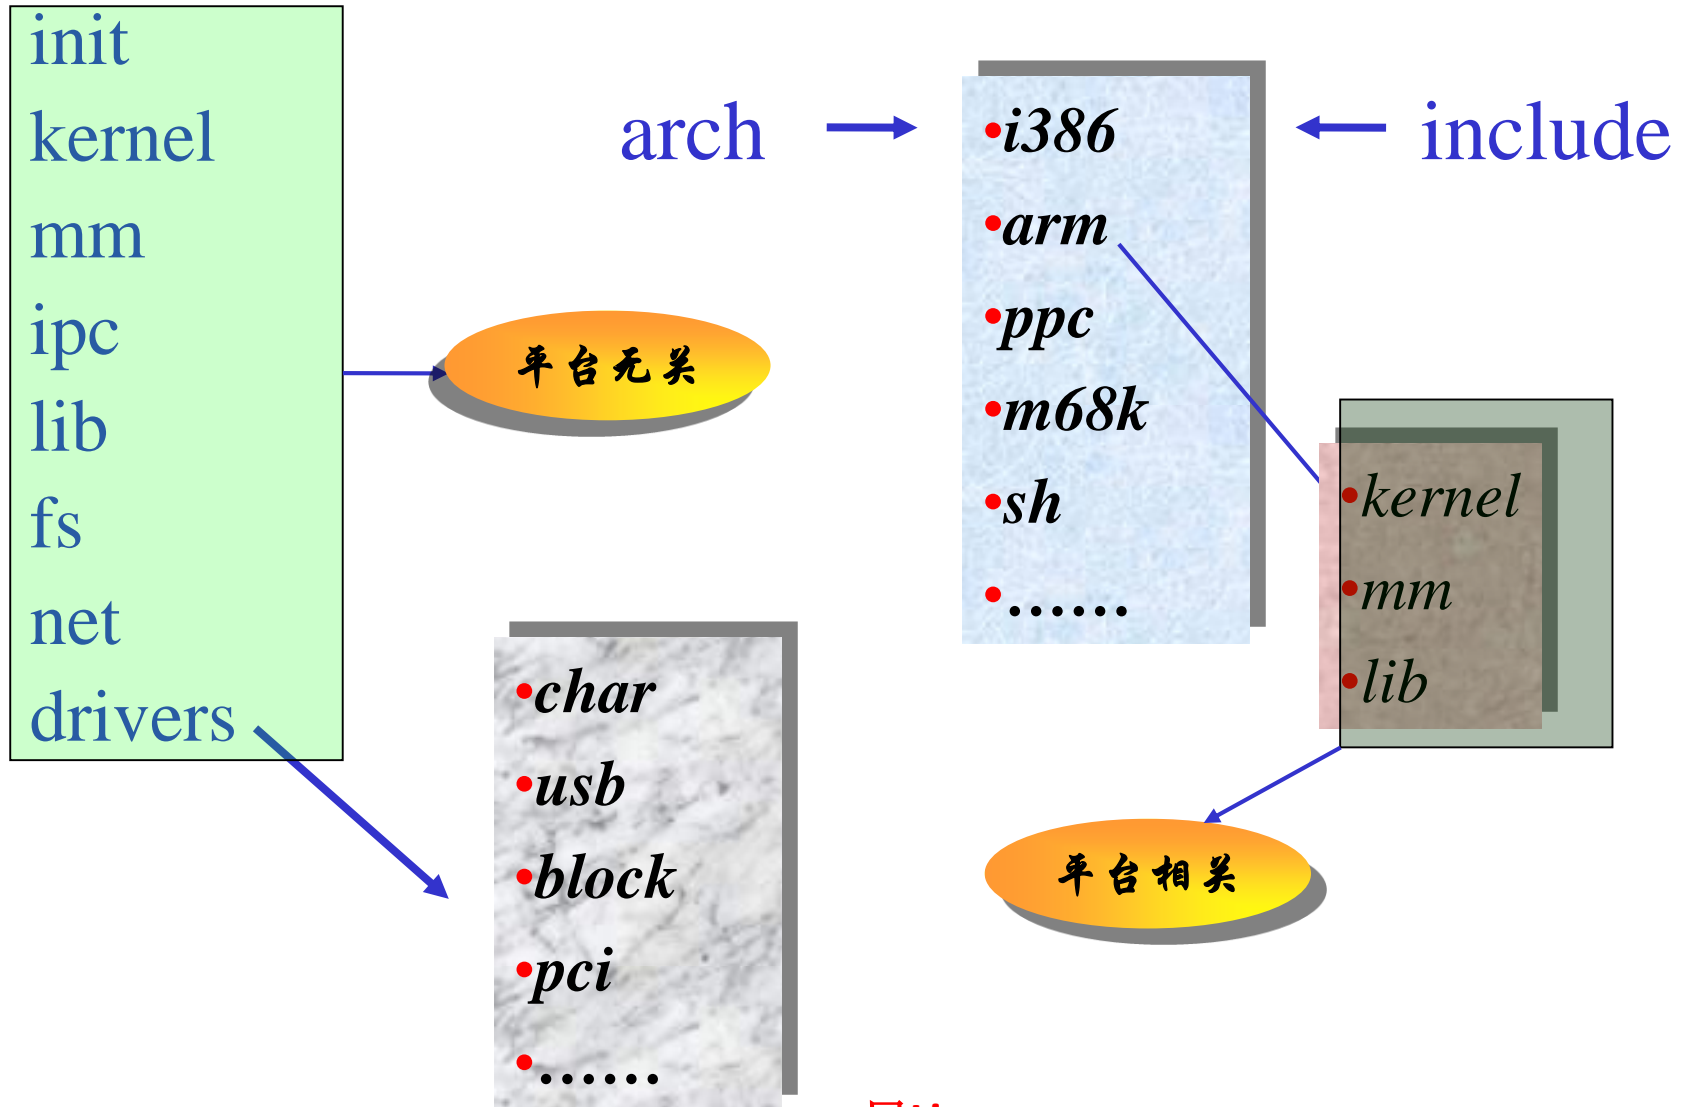 init
kernel
mm
ipc
lib
fs
net
drivers
平台无关
•char
•usb
•block
•pci
•……
arch
•i386
•arm
•ppc
•m68k
•sh
•……
include
•kernel
•mm
•lib
平台相关